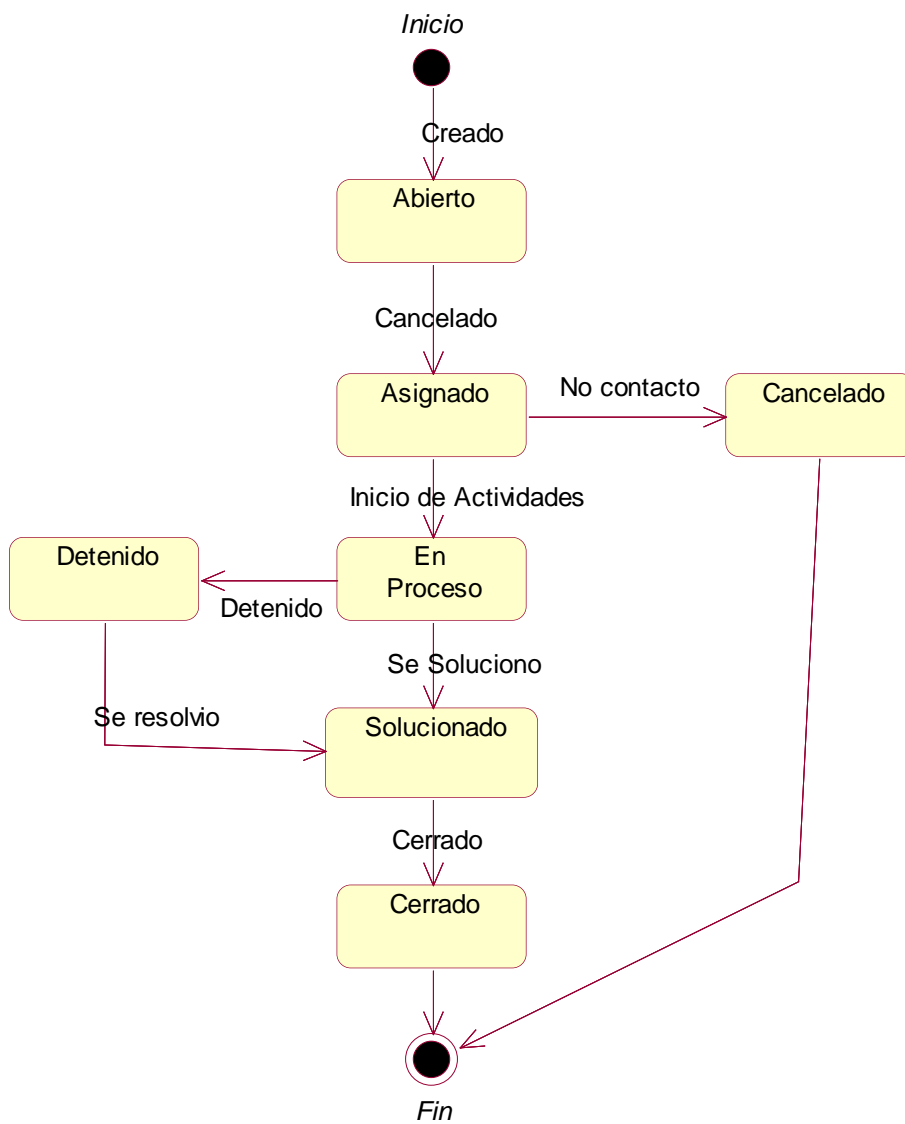 Inicio
Creado
Abierto
Cancelado
Asignado
No contacto
Cancelado
Inicio de Actividades
Detenido
En
Proceso
Detenido
Se Soluciono
Se resolvio
Solucionado
Cerrado
Cerrado
Fin